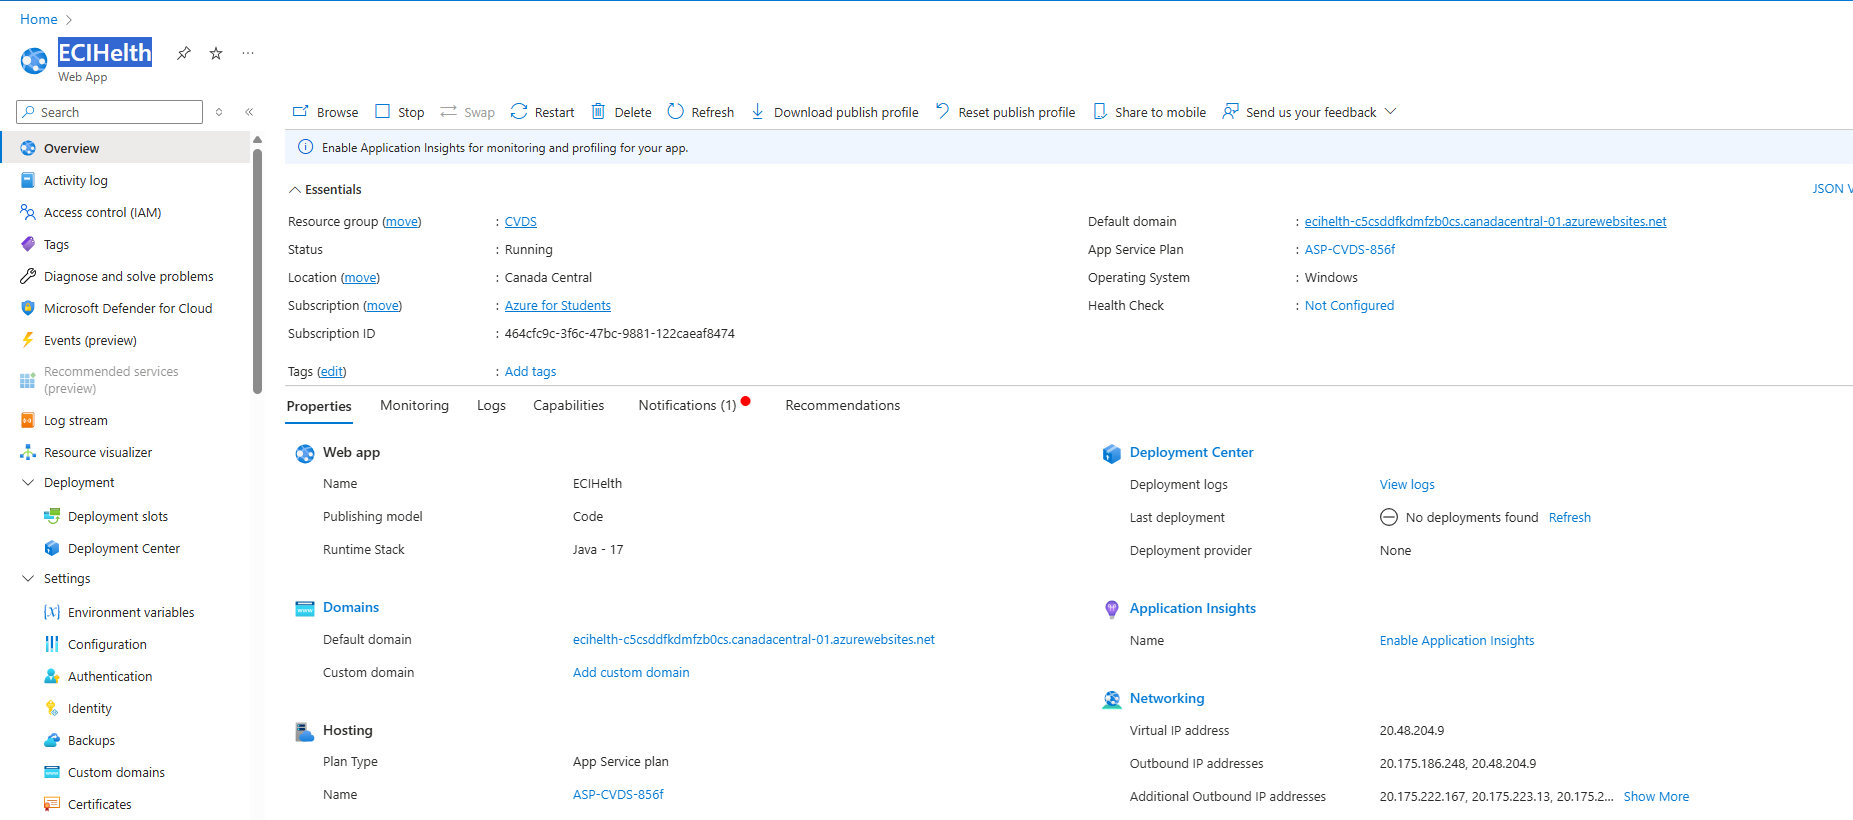 Home
ECIHelth
Web App
Search
Overview
Activity log
Access control (IAM)
Tags
Diagnose and solve problems
Microsoft Defender for Cloud
Events (preview)
Recommended services
(preview)
Log stream
Resource visualizer
Deployment
Deployment slots
Deployment Center
Settings
Environment variables
Configuration
Authentication
Identity
Backups
Custom domains
Certificates
Browse Stop Swap Restart Delete Refresh Download publish profile Reset publish profile Share to mobile Send us your feedback
Enable Application Insights for monitoring and profiling for your app.
Essentials
JSON V
Resource group (move) : CVDS
Status : Running
Location (move) : Canada Central
Subscription (move) : Azure for Students
Subscription ID : 464cfc9c-3f6c-47bc-9881-122caeaf8474
Default domain : ecihelth-c5csddfkdmfzb0cs.canadacentral-01.azurewebsites.net
App Service Plan : ASP-CVDS-856f
Operating System : Windows
Health Check : Not Configured
Tags (edit) : Add tags
Properties Monitoring Logs Capabilities Notifications (1) Recommendations
Web app
Name ECIHelth
Publishing model Code
Runtime Stack Java - 17
Domains
Default domain ecihelth-c5csddfkdmfzb0cs.canadacentral-01.azurewebsites.net
Custom domain Add custom domain
Hosting
Plan Type App Service plan
Name ASP-CVDS-856f
Deployment Center
Deployment logs View logs
Last deployment No deployments found Refresh
Deployment provider None
Application Insights
Name Enable Application Insights
Networking
Virtual IP address 20.48.204.9
Outbound IP addresses 20.175.186.248, 20.48.204.9
Additional Outbound IP addresses 20.175.222.167, 20.175.223.13, 20.175.2... Show More